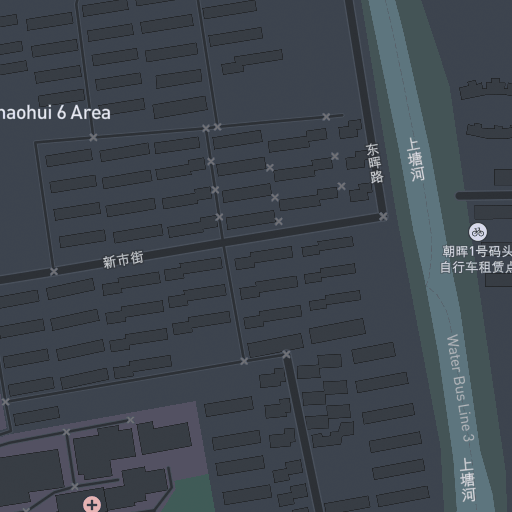 haohui 6 Area
上塘河
东晖路
朝晖1号码头
自行车租赁点
新市街
Water Bus Line 3
上塘河